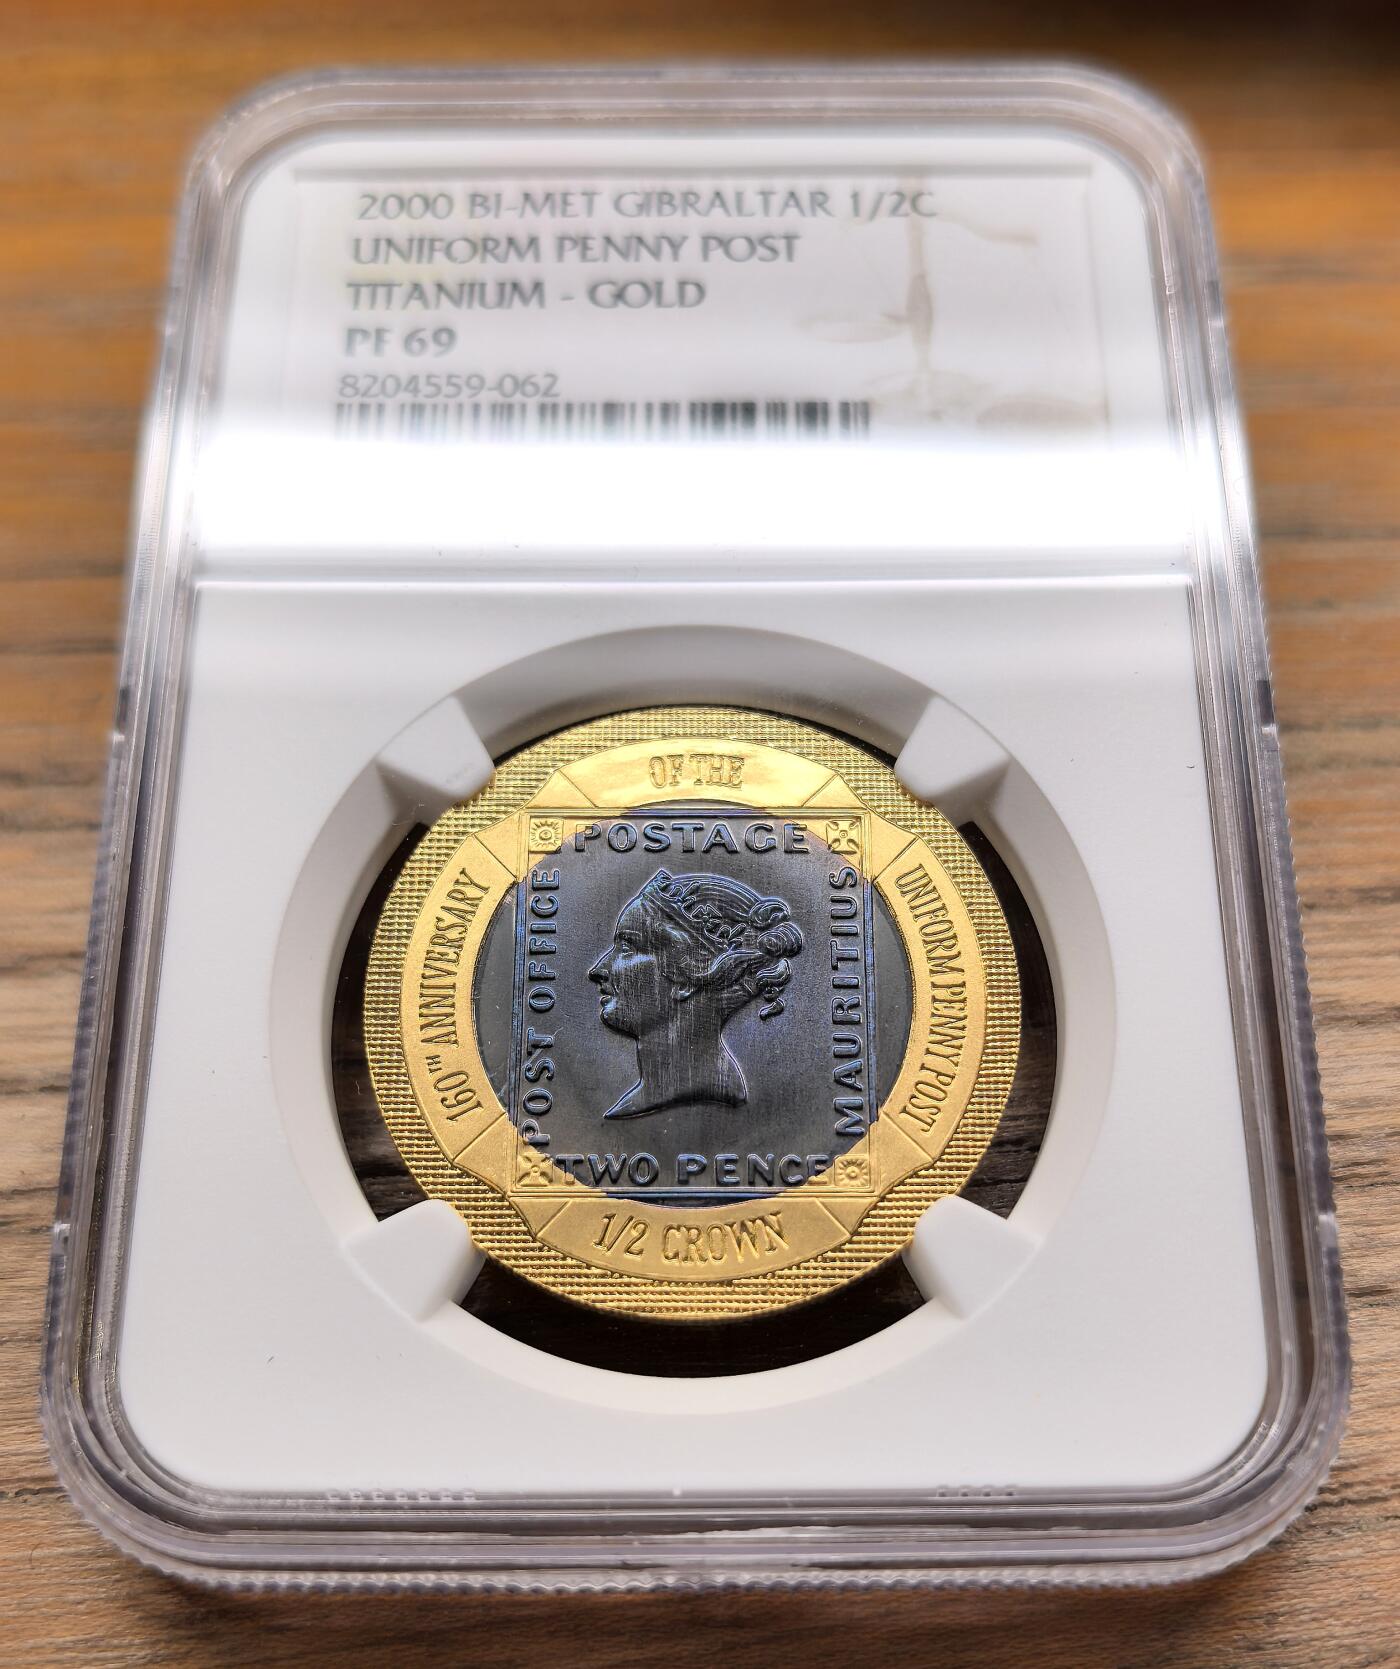 2000 BI-MET GIBRALTAR 1/2C
UNIFORM PENNY POST
TITANIUM - GOLD
PF 69
8204559-062
160TH ANNIVERSARY
OF THE
UNIFORM PENNY POST
POSTAGE
POST OFFICE
MAURITIUS
TWO PENCE
1/2 CROWN